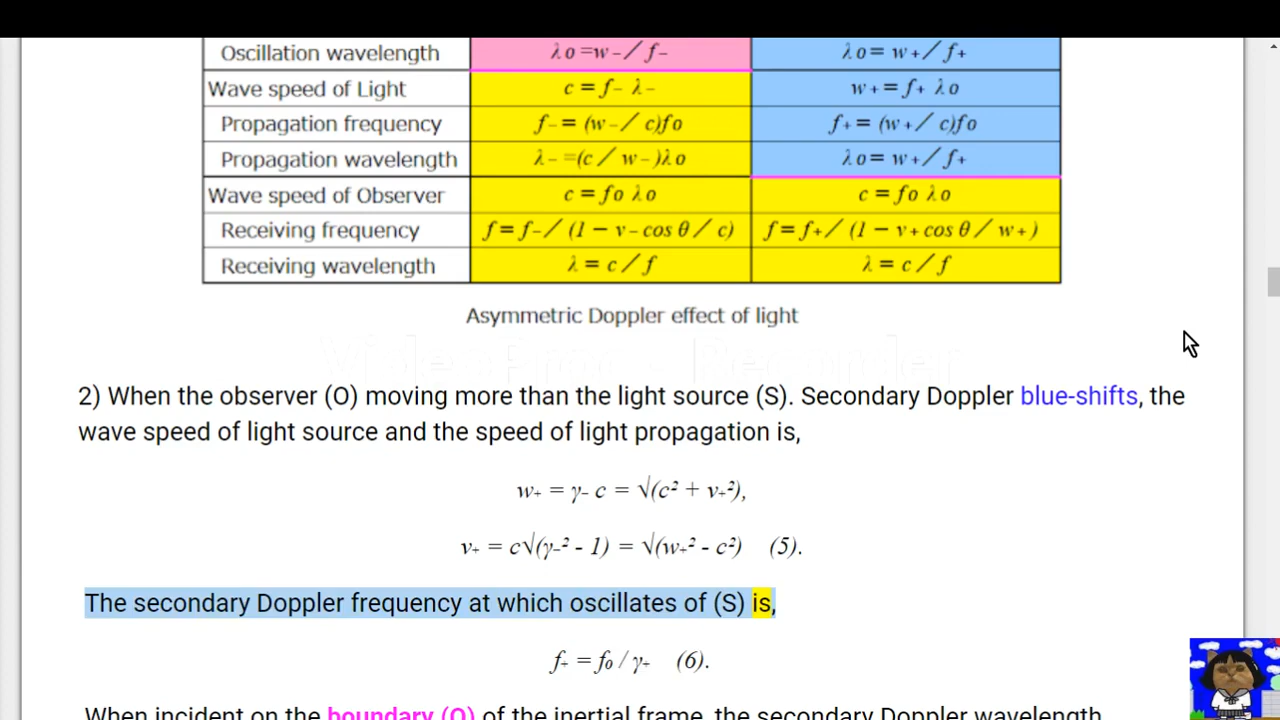 Oscillation wavelength λo =w−/ f− λo= w+/ f+
Wave speed of Light c = f− λ− w+ = f+ λo
Propagation frequency f− = (w−/ c)fo f+ = (w+/ c)fo
Propagation wavelength λ− =(c / w−)λo λo= w+/ f+
Wave speed of Observer c = fo λo c = fo λo
Receiving frequency f = f−/ (1 − v− cos θ / c) f = f+/ (1 − v+ cos θ / w+)
Receiving wavelength λ = c / f λ = c / f
Asymmetric Doppler effect of light
Video Proc - Recorder
2) When the observer (O) moving more than the light source (S). Secondary Doppler blue-shifts, the
wave speed of light source and the speed of light propagation is,
w₊ = γ₋ c = √(c² + v₊²),
v₊ = c√(γ₋² - 1) = √(w₊² - c²) (5).
The secondary Doppler frequency at which oscillates of (S) is,
f₊ = fo / γ₊ (6).
When incident on the boundary (O) of the inertial frame, the secondary Doppler wavelength